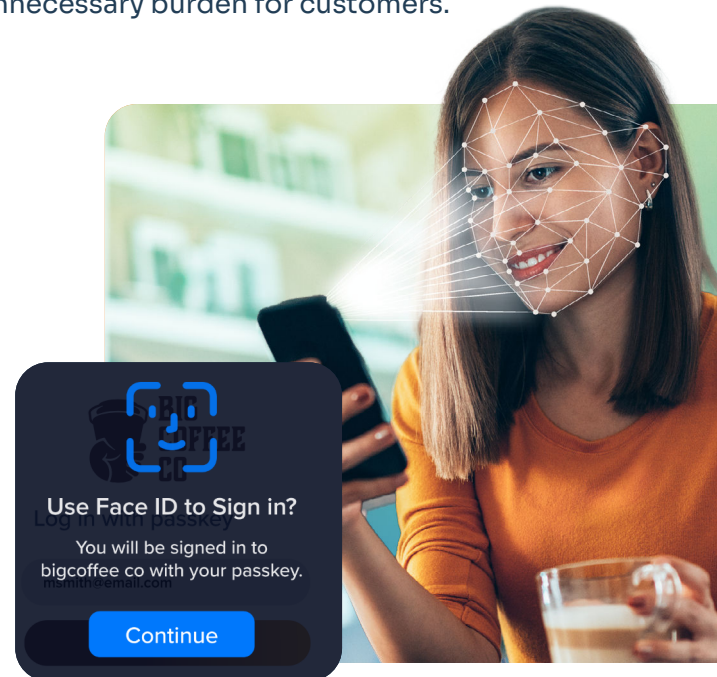 nnecessary burden for customers.
BIG
COFFEE
CO
Use Face ID to Sign in?
Log in with passkey
You will be signed in to
bigcoffee co with your passkey.
msmith@email.com
Continue